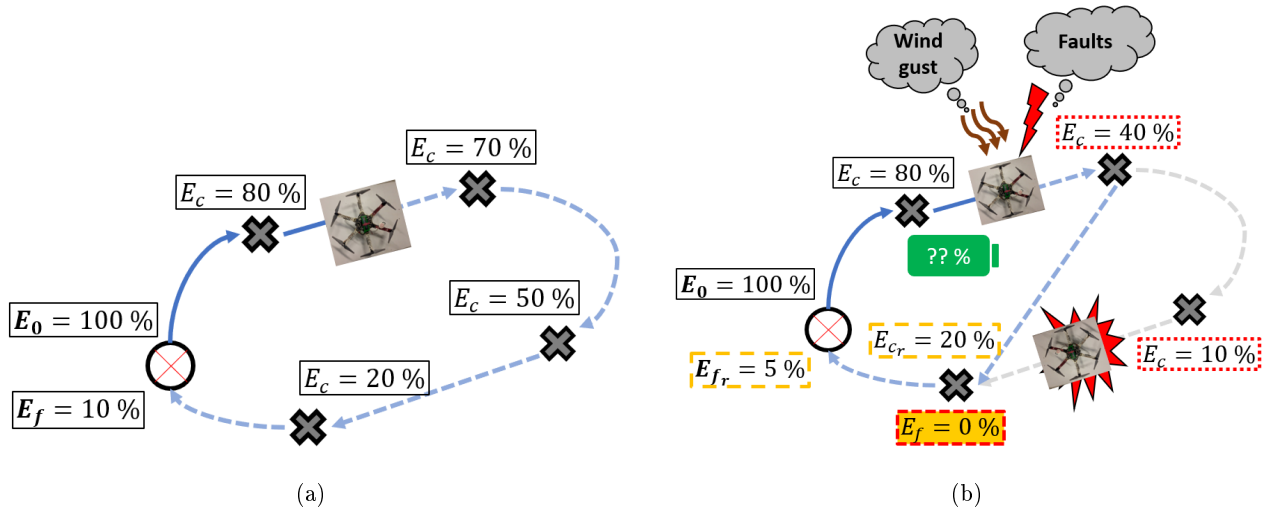 E_c = 70 %
E_c = 80 %
E_c = 50 %
E_0 = 100 %
E_c = 20 %
E_f = 10 %
(a)
Wind
gust
Faults
E_c = 40 %
E_c = 80 %
?? %
E_0 = 100 %
E_{c_r} = 20 %
E_c = 10 %
E_{f_r} = 5 %
E_f = 0 %
(b)